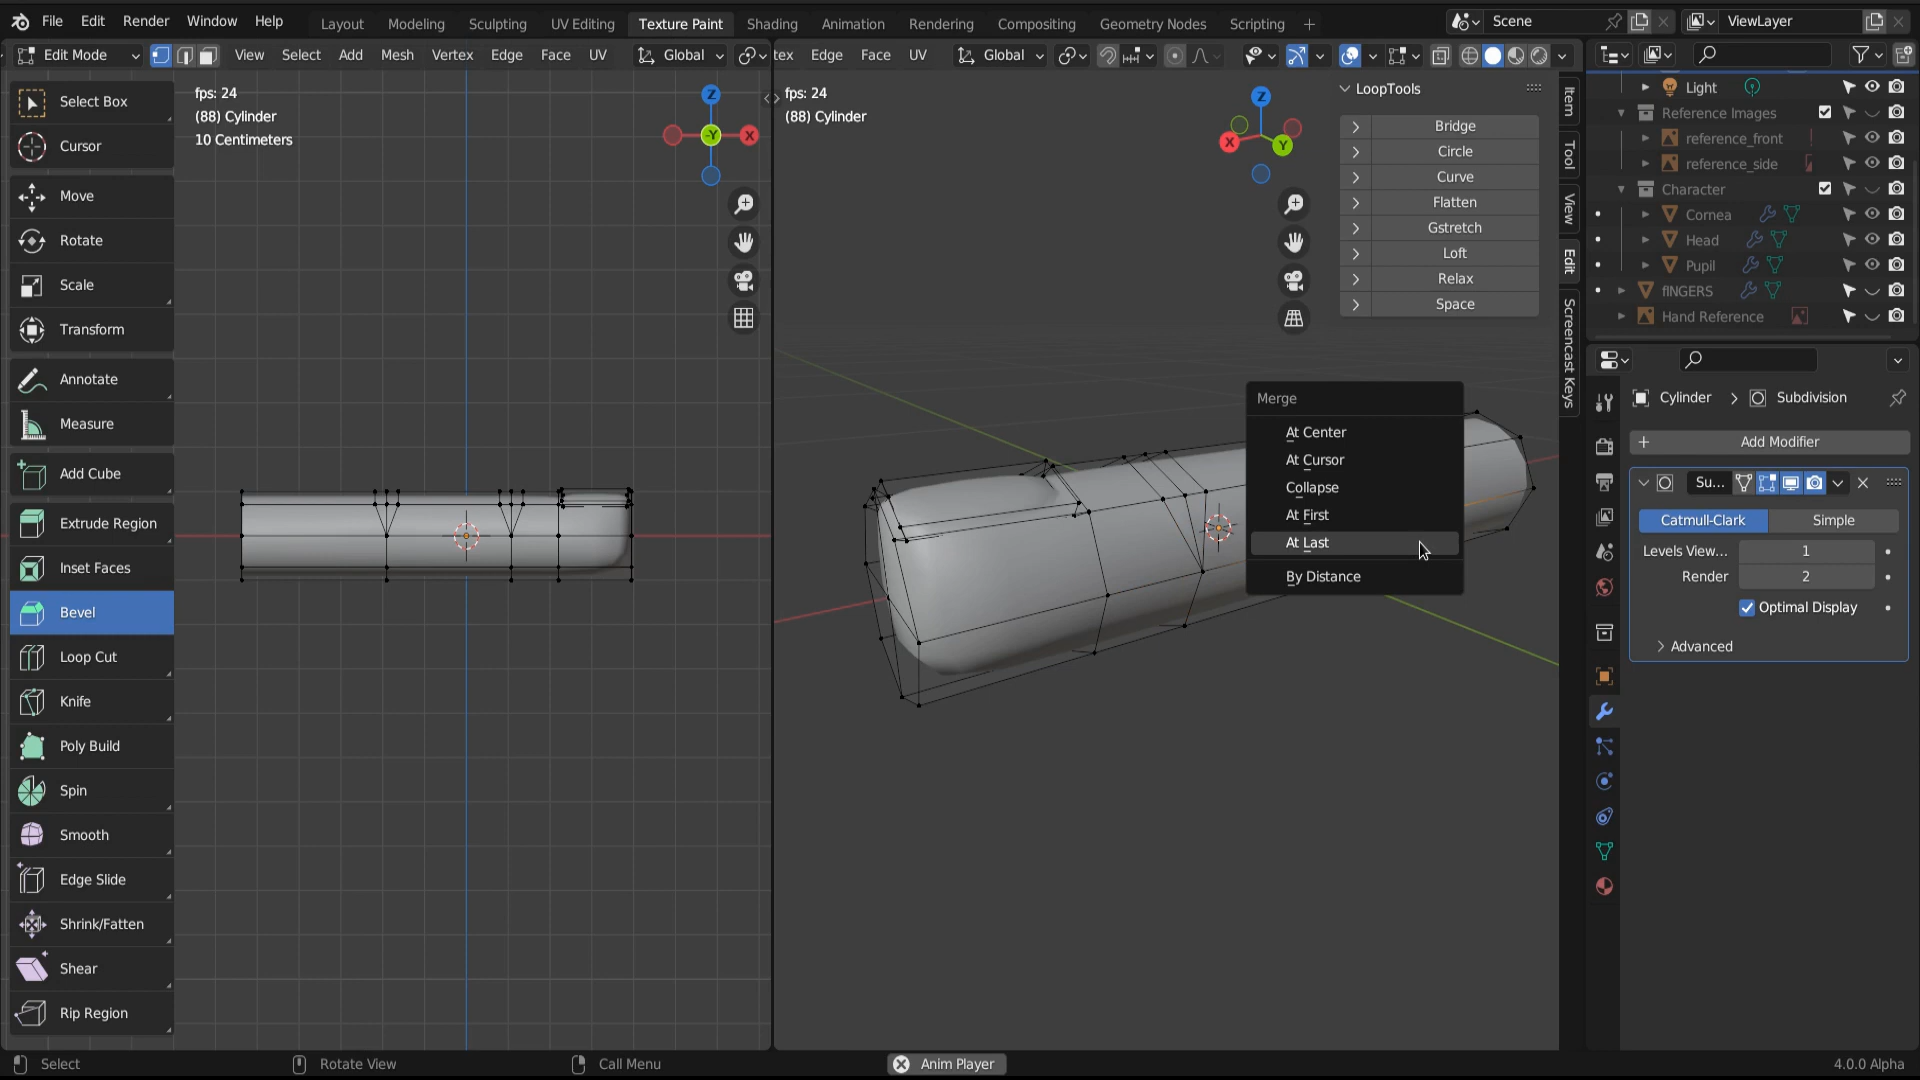 File Edit Render Window Help
Layout Modeling Sculpting UV Editing Texture Paint Shading Animation Rendering Compositing Geometry Nodes Scripting
Scene
ViewLayer
Edit Mode
View Select Add Mesh Vertex Edge Face UV
Global
tex Edge Face UV
Global
Select Box
Cursor
Move
Rotate
Scale
Transform
Annotate
Measure
Add Cube
Extrude Region
Inset Faces
Bevel
Loop Cut
Knife
Poly Build
Spin
Smooth
Edge Slide
Shrink/Fatten
Shear
Rip Region
fps: 24
(88) Cylinder
10 Centimeters
Z
-Y
X
fps: 24
(88) Cylinder
Z
X
Y
LoopTools
Bridge
Circle
Curve
Flatten
Gstretch
Loft
Relax
Space
Item
Tool
View
Edit
Screencast Keys
Merge
At Center
At Cursor
Collapse
At First
At Last
By Distance
Light
Reference Images
reference_front
reference_side
Character
Cornea
Head
Pupil
fINGERS
Hand Reference
Cylinder
Subdivision
Add Modifier
Su...
Catmull-Clark
Simple
Levels View...
1
Render
2
Optimal Display
Advanced
Select
Rotate View
Call Menu
Anim Player
4.0.0 Alpha